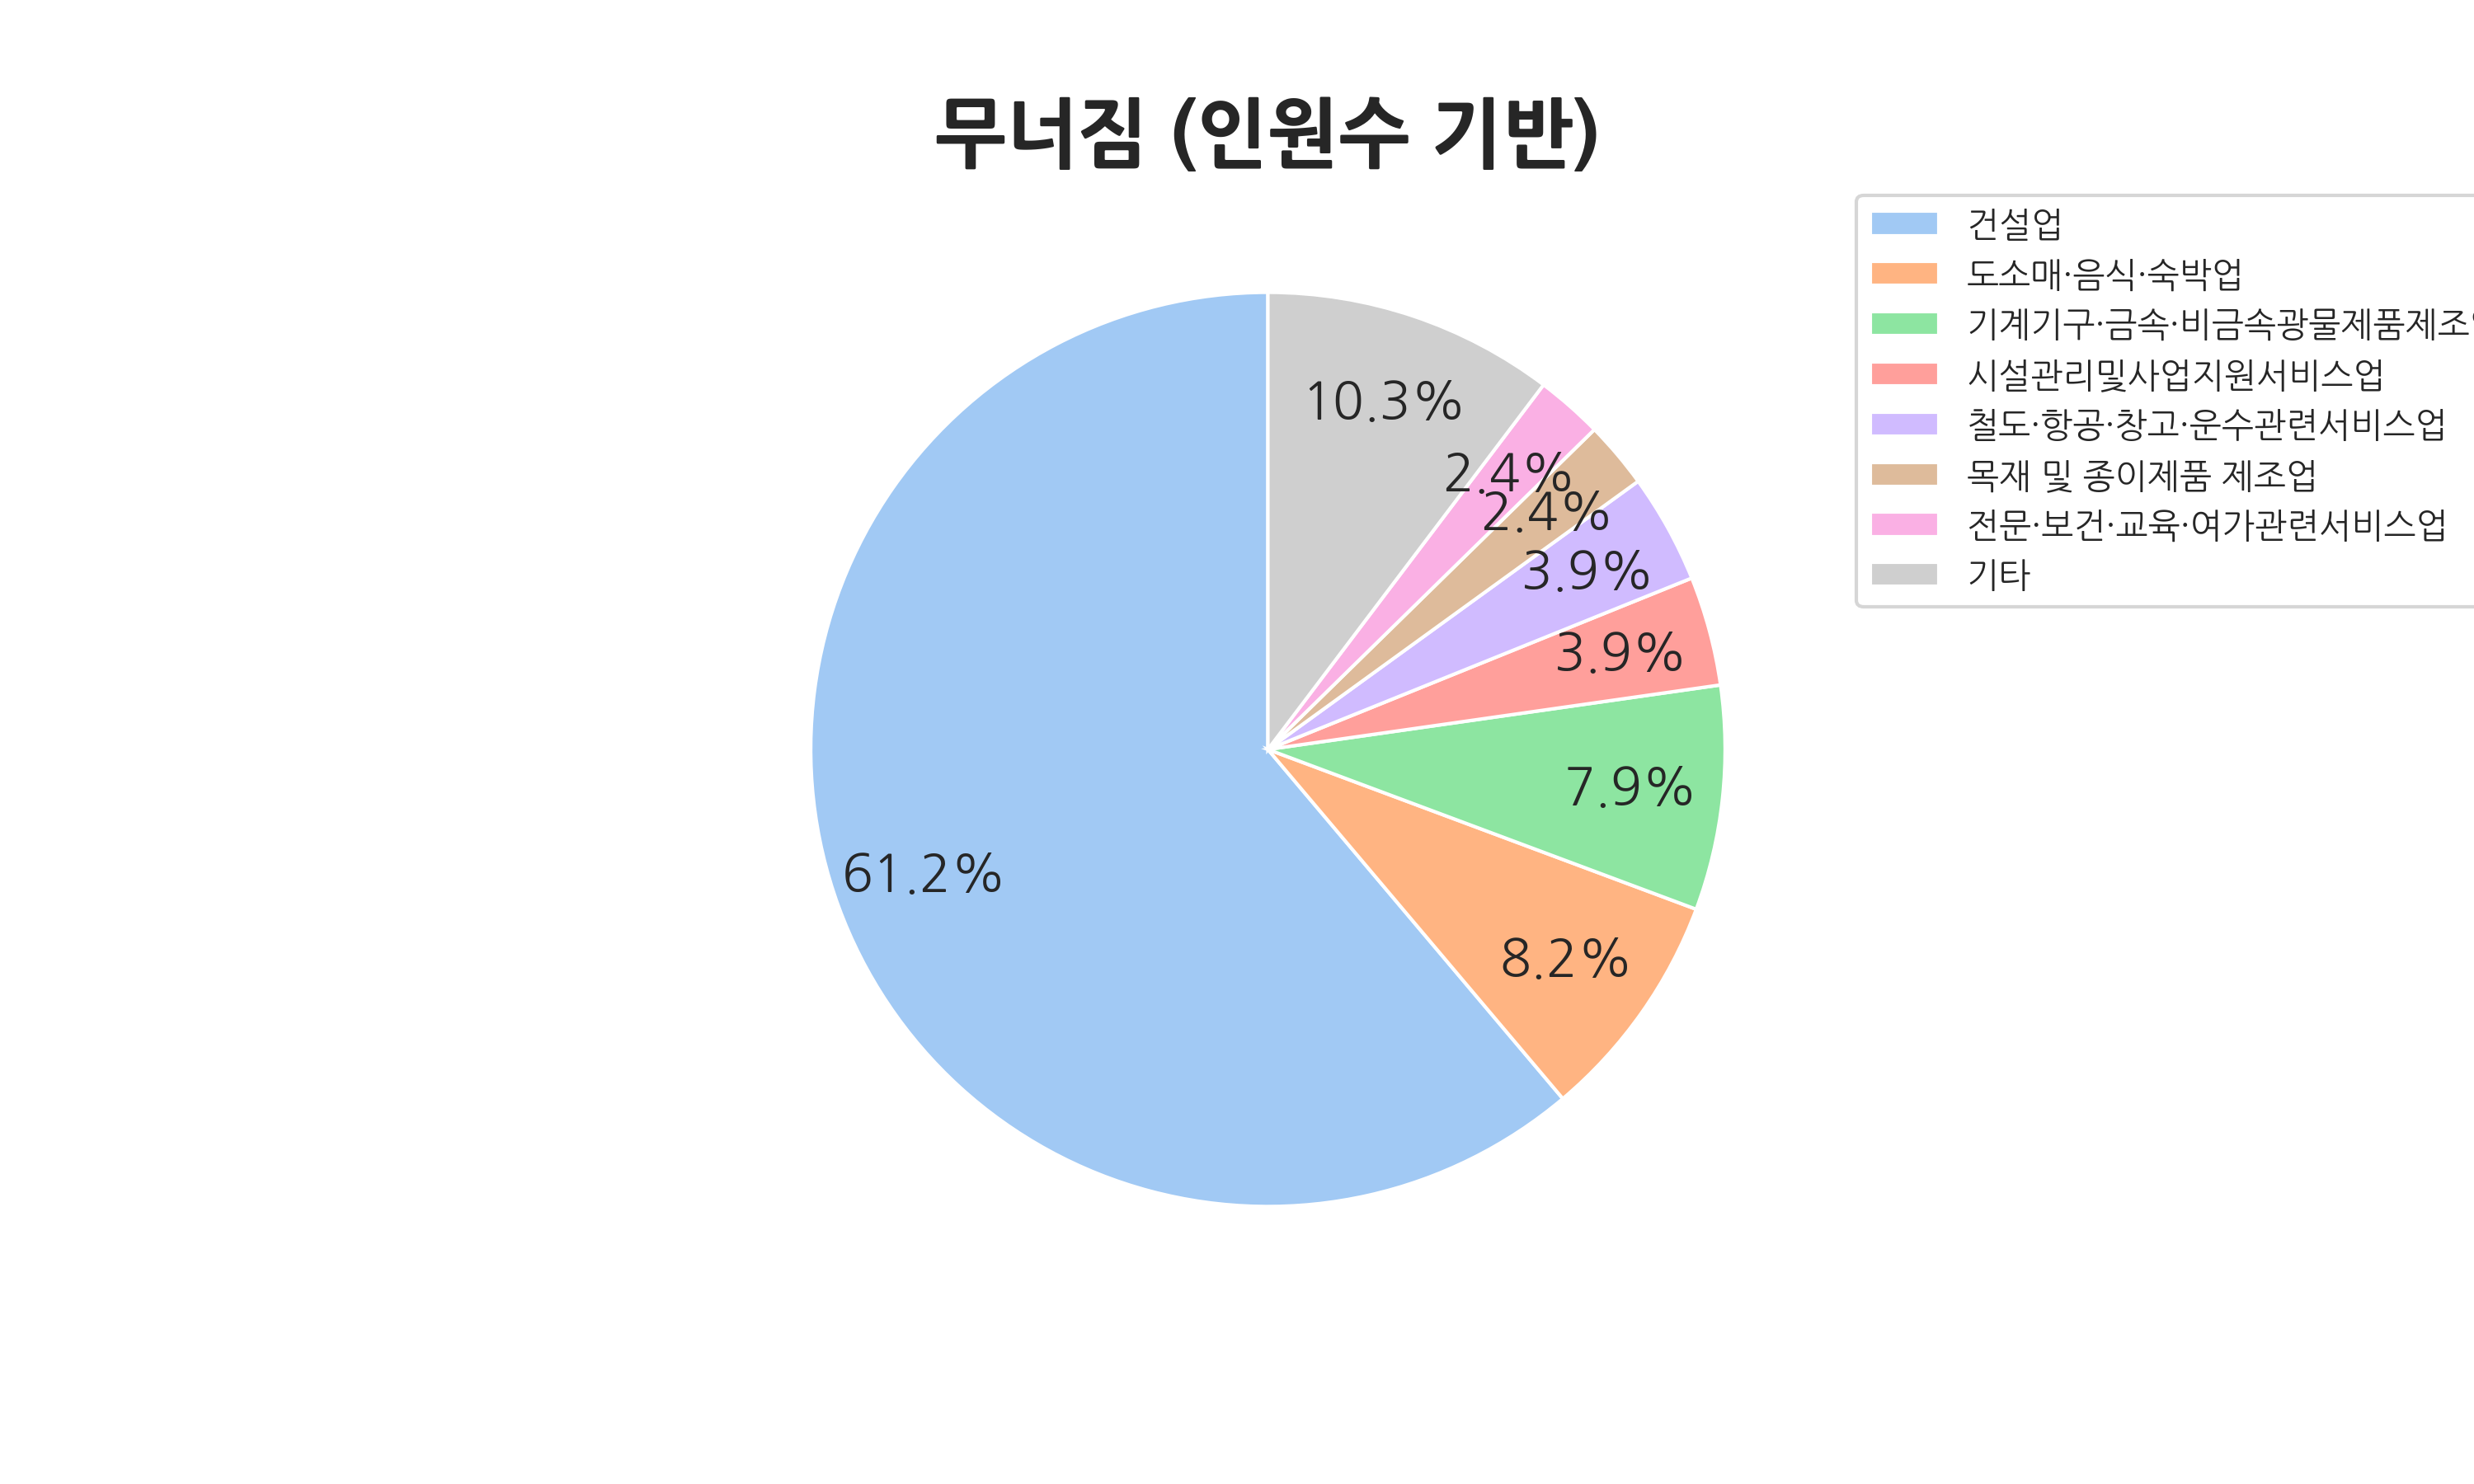 무너짐 (인원수 기반)
건설업
도소매·음식·숙박업
기계기구·금속·비금속광물제품제조
시설관리및사업지원서비스업
철도·항공·창고·운수관련서비스업
목재 및 종이제품 제조업
전문·보건·교육·여가관련서비스업
기타
10.3%
2.4%
2.4%
3.9%
3.9%
7.9%
61.2%
8.2%